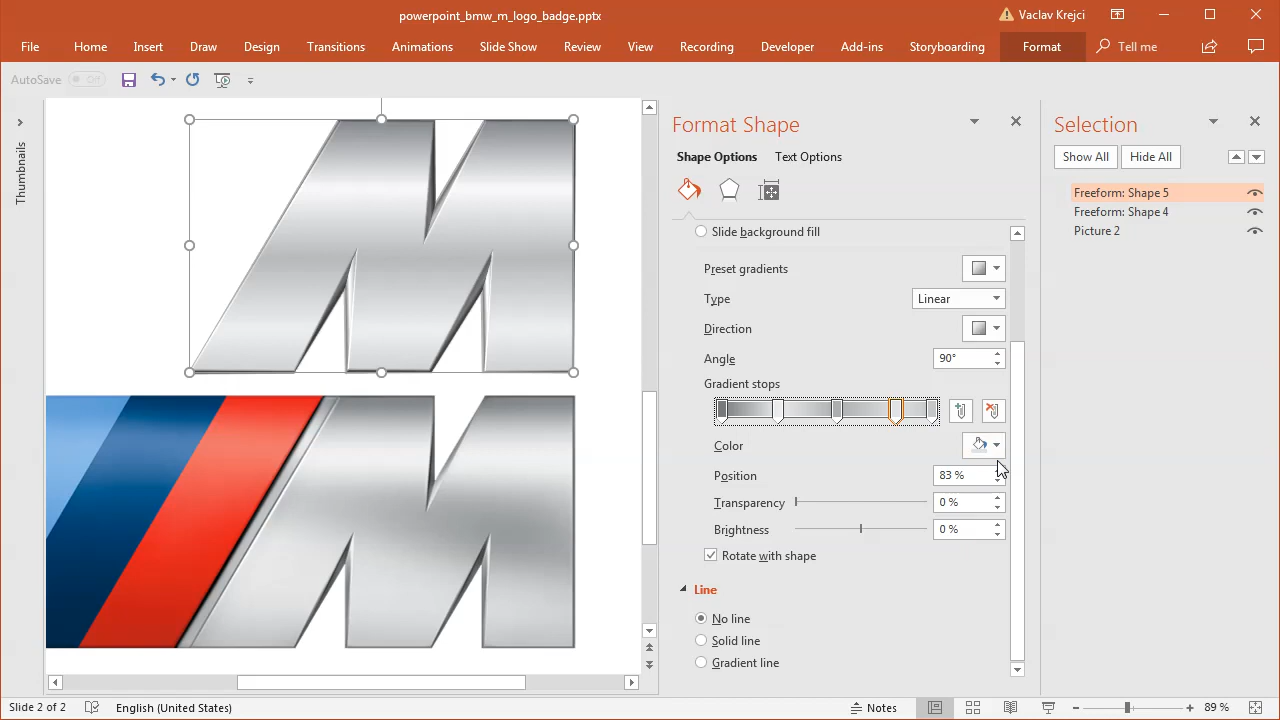 powerpoint_bmw_m_logo_badge.pptx
Vaclav Krejci
File Home Insert Draw Design Transitions Animations Slide Show Review View Recording Developer Add-ins Storyboarding Format Tell me
AutoSave Off
Thumbnails
Format Shape
Shape Options Text Options
Slide background fill
Preset gradients
Type Linear
Direction
Angle 90°
Gradient stops
Color
Position 83 %
Transparency 0 %
Brightness 0 %
Rotate with shape
Line
No line
Solid line
Gradient line
Selection
Show All Hide All
Freeform: Shape 5
Freeform: Shape 4
Picture 2
Slide 2 of 2 English (United States) Notes 89 %